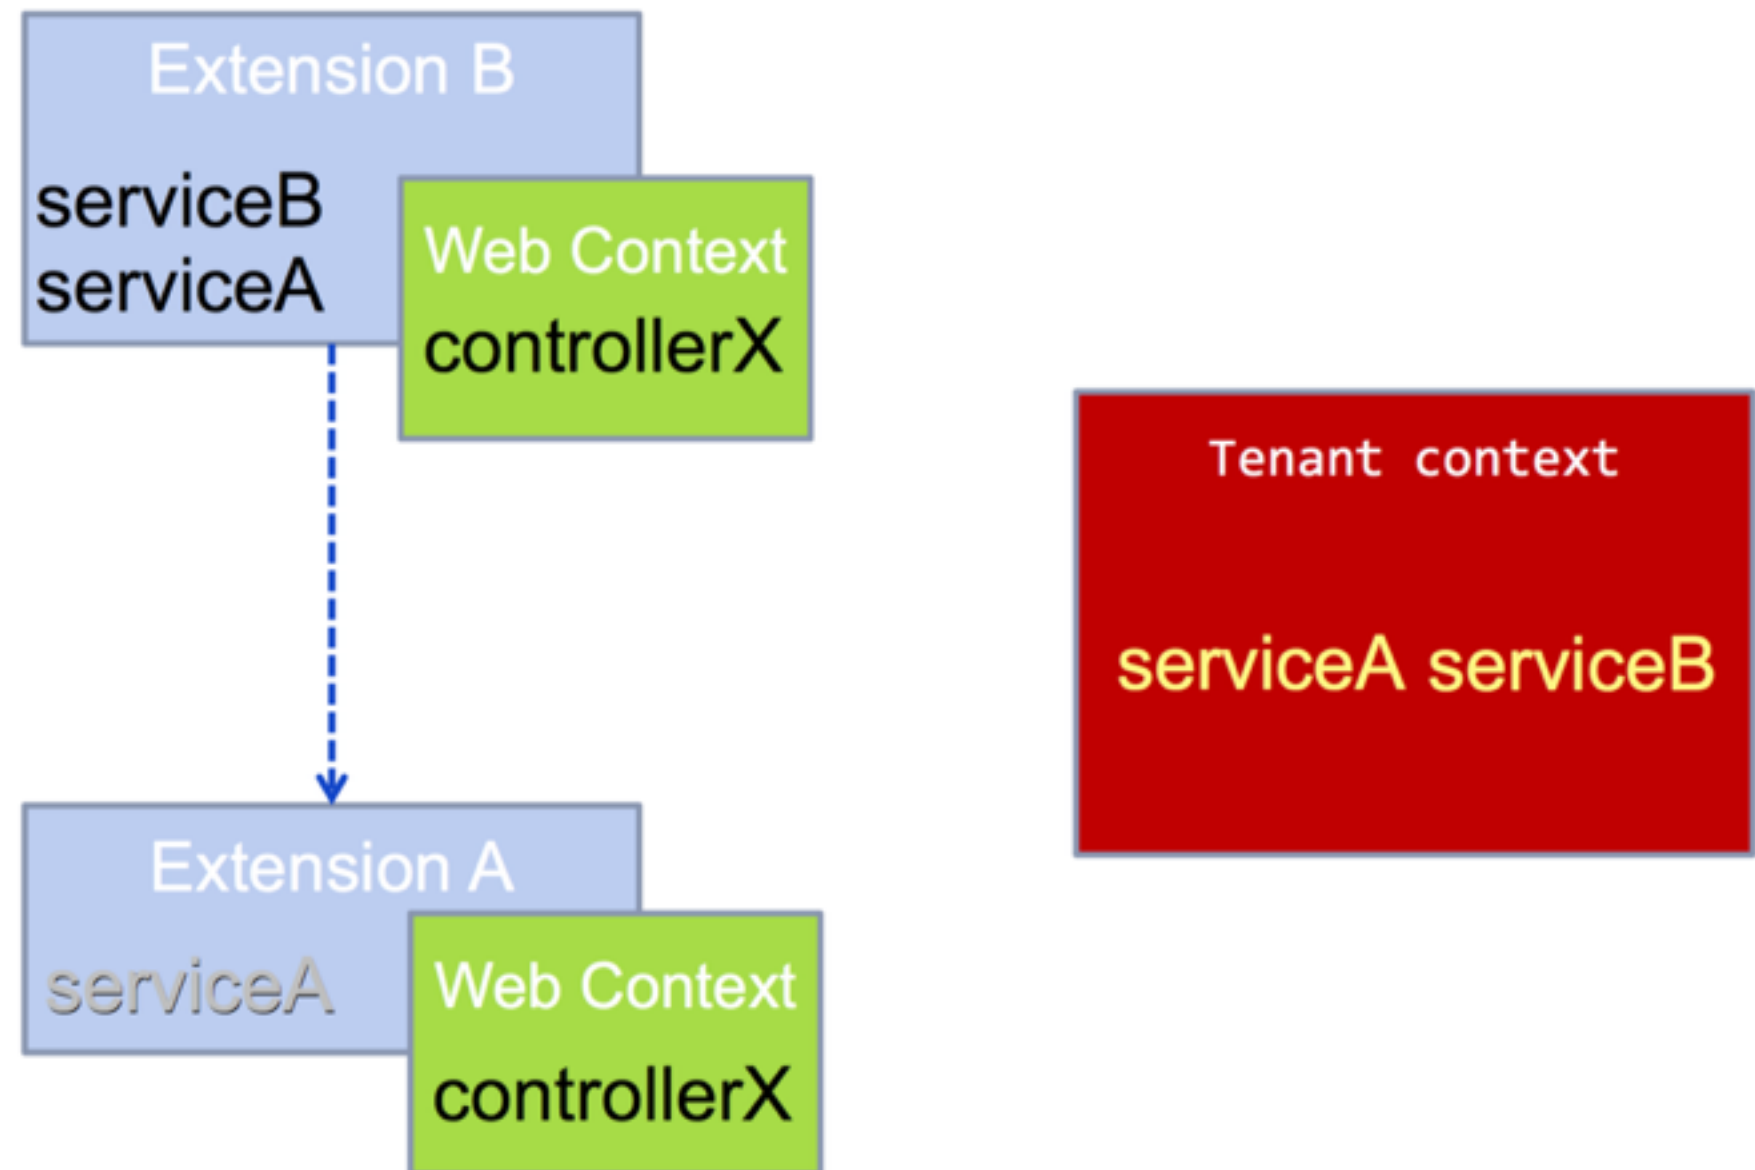 Extension B
serviceB
serviceA
Web Context
controllerX
Tenant context
serviceA serviceB
Extension A
serviceA
Web Context
controllerX